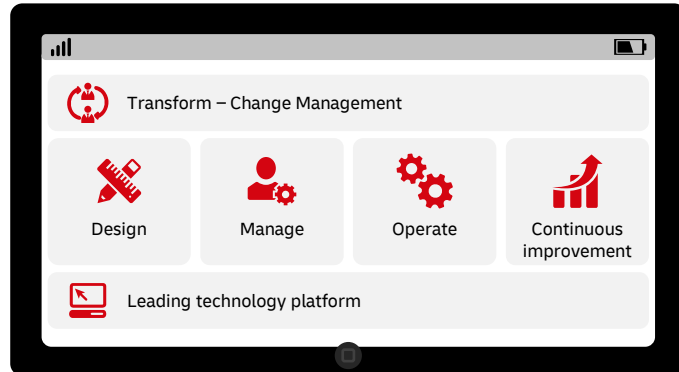 Transform – Change Management
Design
Manage
Operate
Continuous
improvement
Leading technology platform